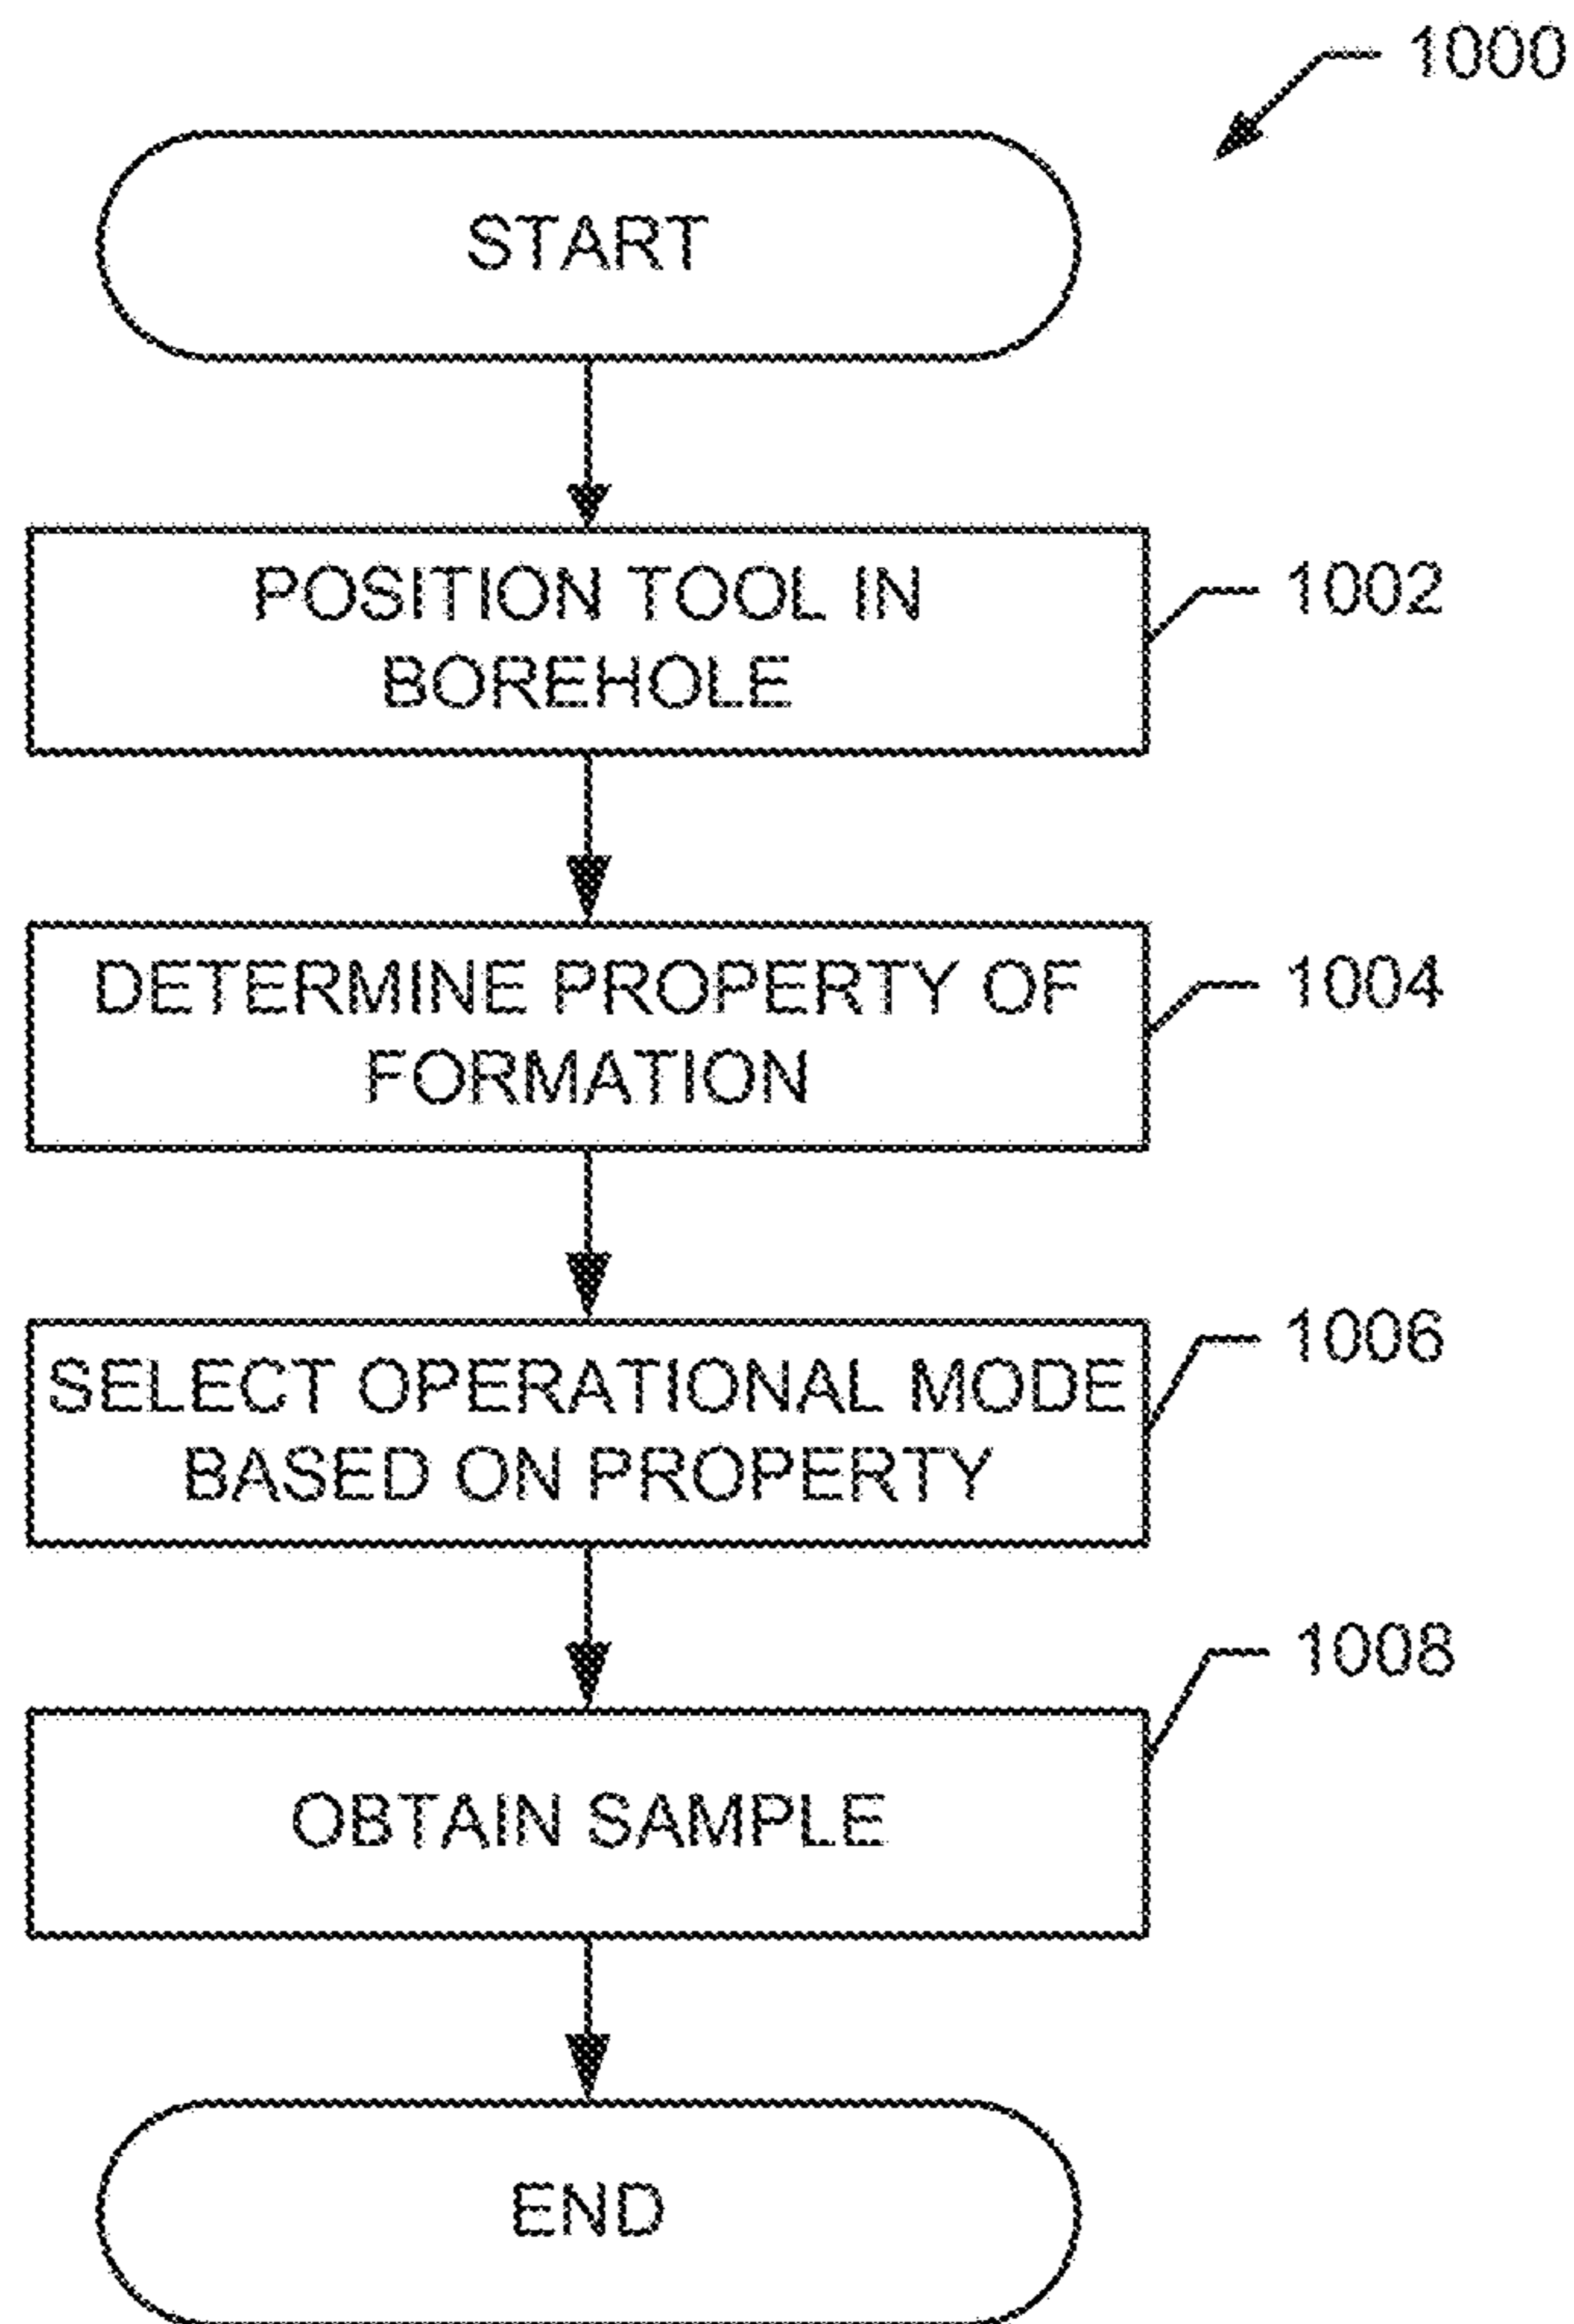 1000
START
POSITION TOOL IN
BOREHOLE
1002
DETERMINE PROPERTY OF
FORMATION
1004
SELECT OPERATIONAL MODE
BASED ON PROPERTY
1006
OBTAIN SAMPLE
1008
END